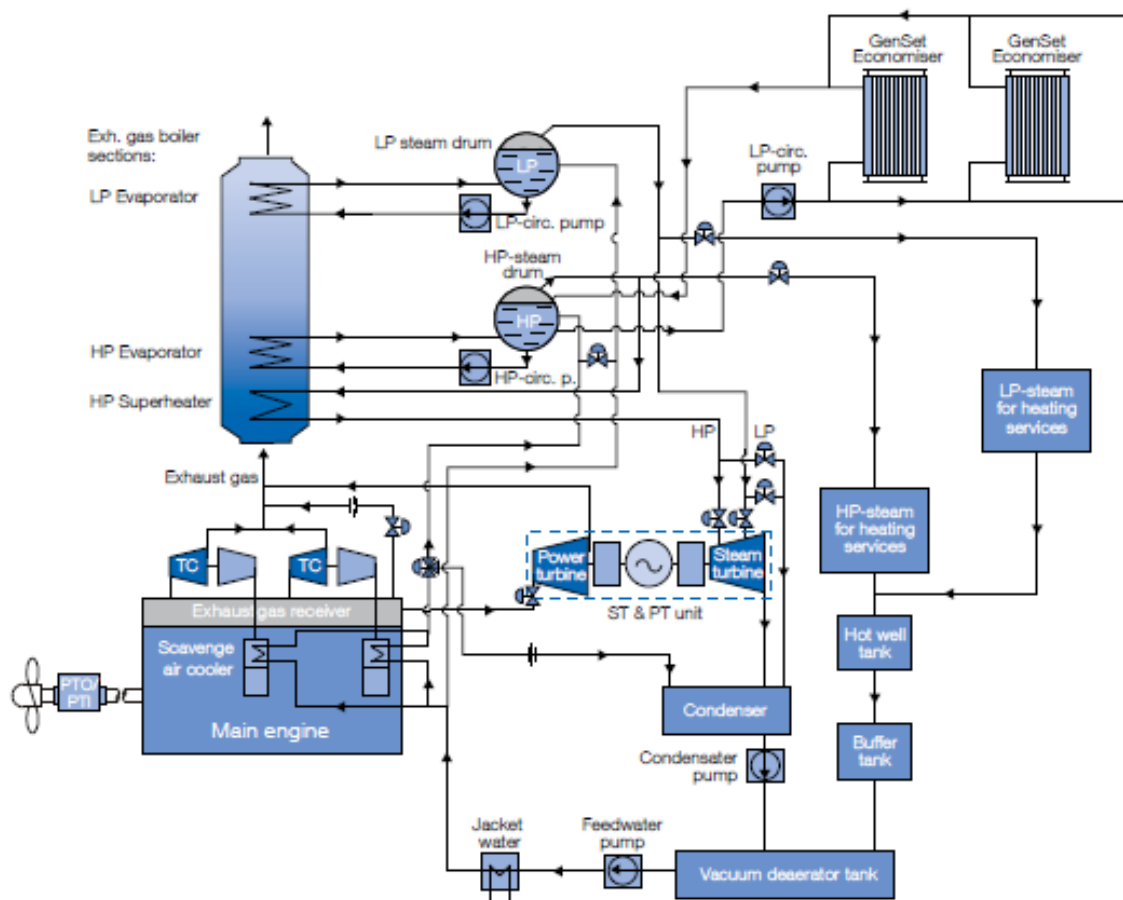 GenSet
Economiser
GenSet
Economiser
Exh. gas boiler
sections:
LP steam drum
LP
LP-circ.
pump
LP Evaporator
LP-circ. pump
HP-steam
drum
HP
HP Evaporator
HP-circ. p.
HP Superheater
LP-steam
for heating
services
HP
LP
Exhaust gas
HP-steam
for heating
services
TC
TC
Power
turbine
Steam
turbine
Exhaust gas receiver
ST & PT unit
Scavenge
air cooler
Hot well
tank
PTO/
PTI
Main engine
Condenser
Buffer
tank
Condensater
pump
Jacket
water
Feedwater
pump
Vacuum deaerator tank